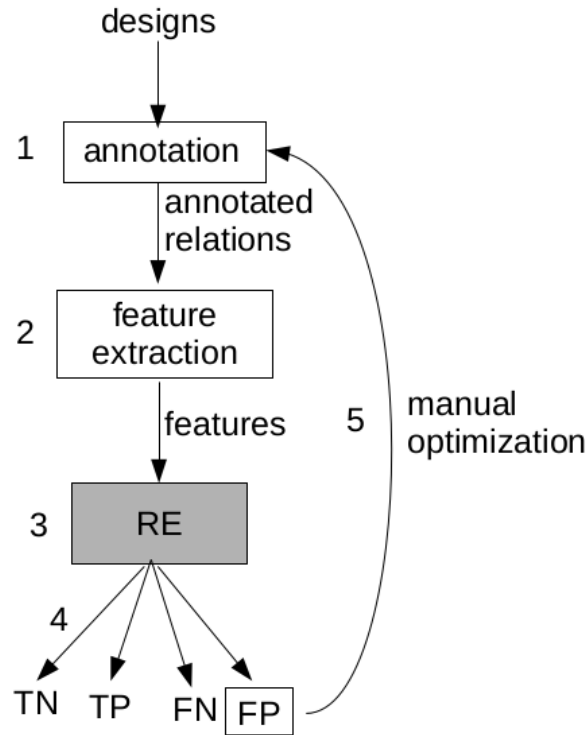 designs
1
annotation
annotated
relations
2
feature
extraction
features
5
manual
optimization
3
RE
4
TN TP FN FP